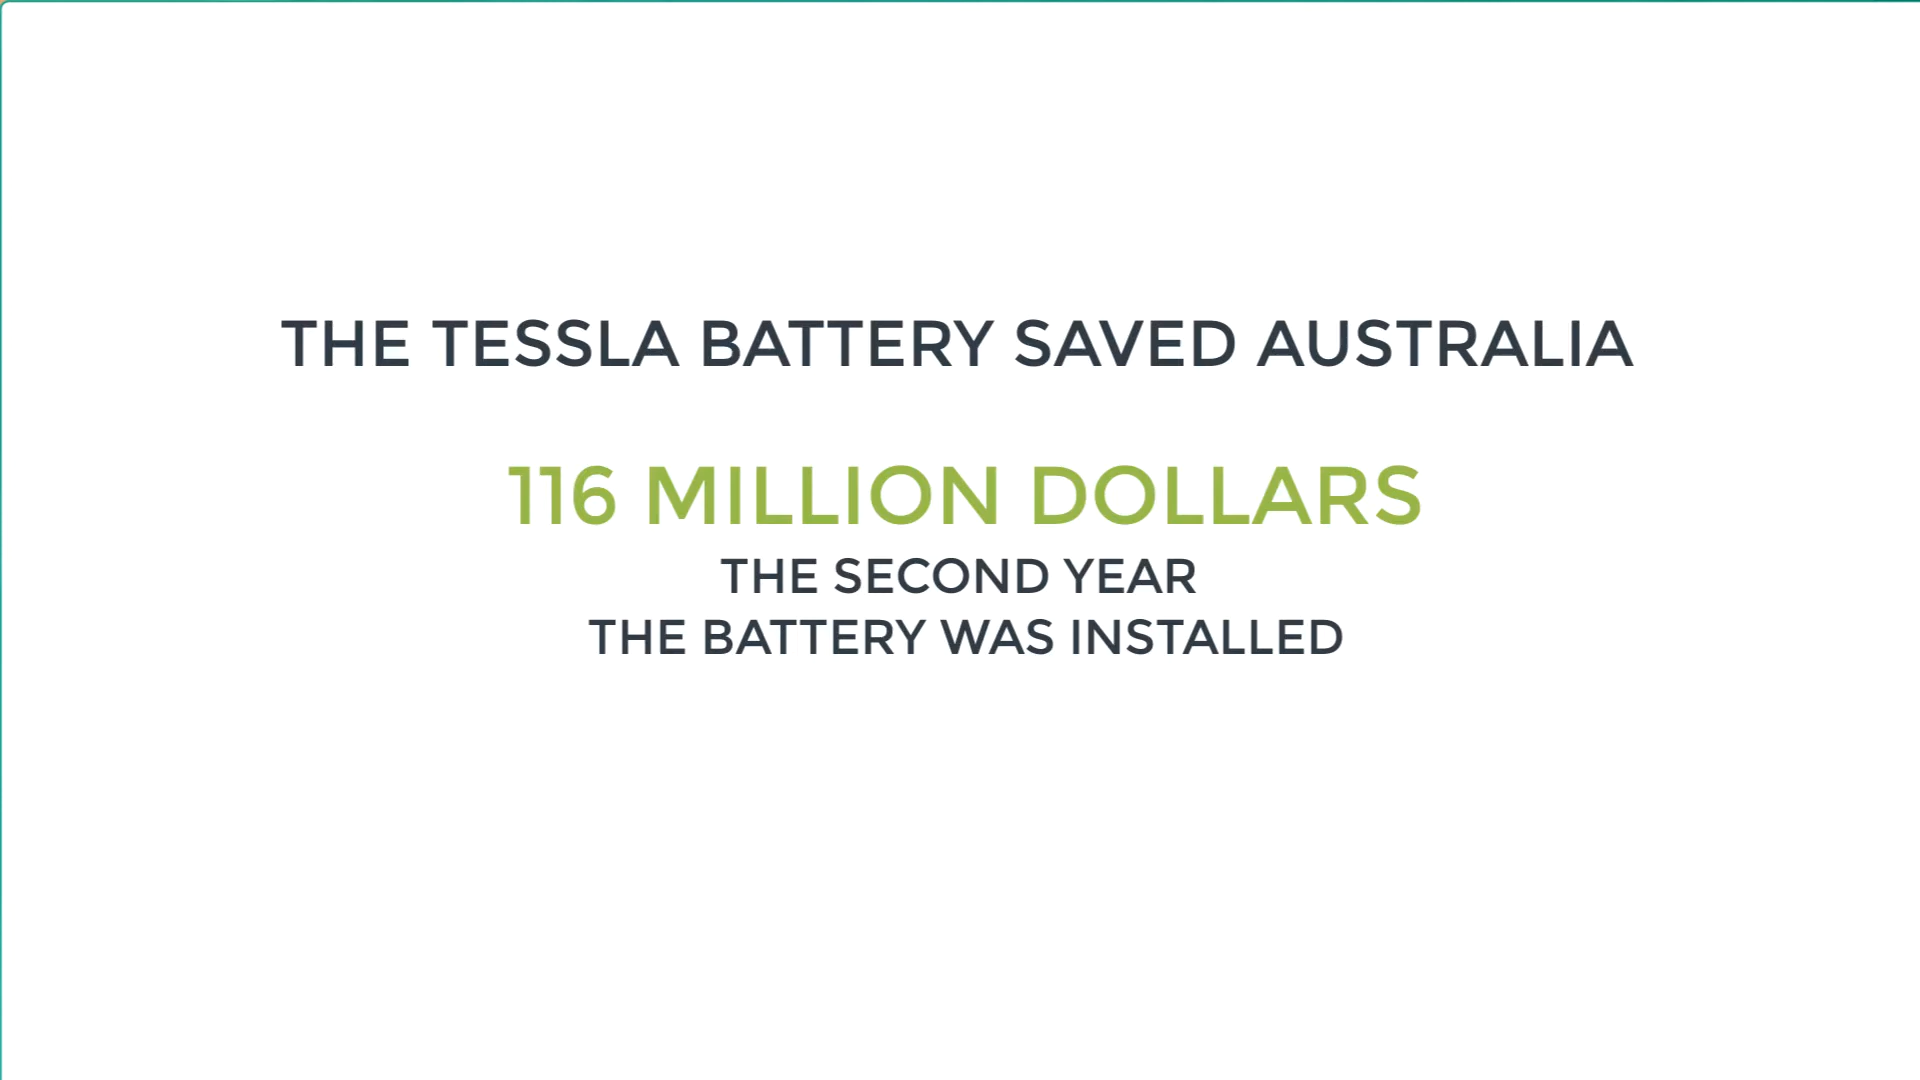 THE TESSLA BATTERY SAVED AUSTRALIA
116 MILLION DOLLARS
THE SECOND YEAR
THE BATTERY WAS INSTALLED